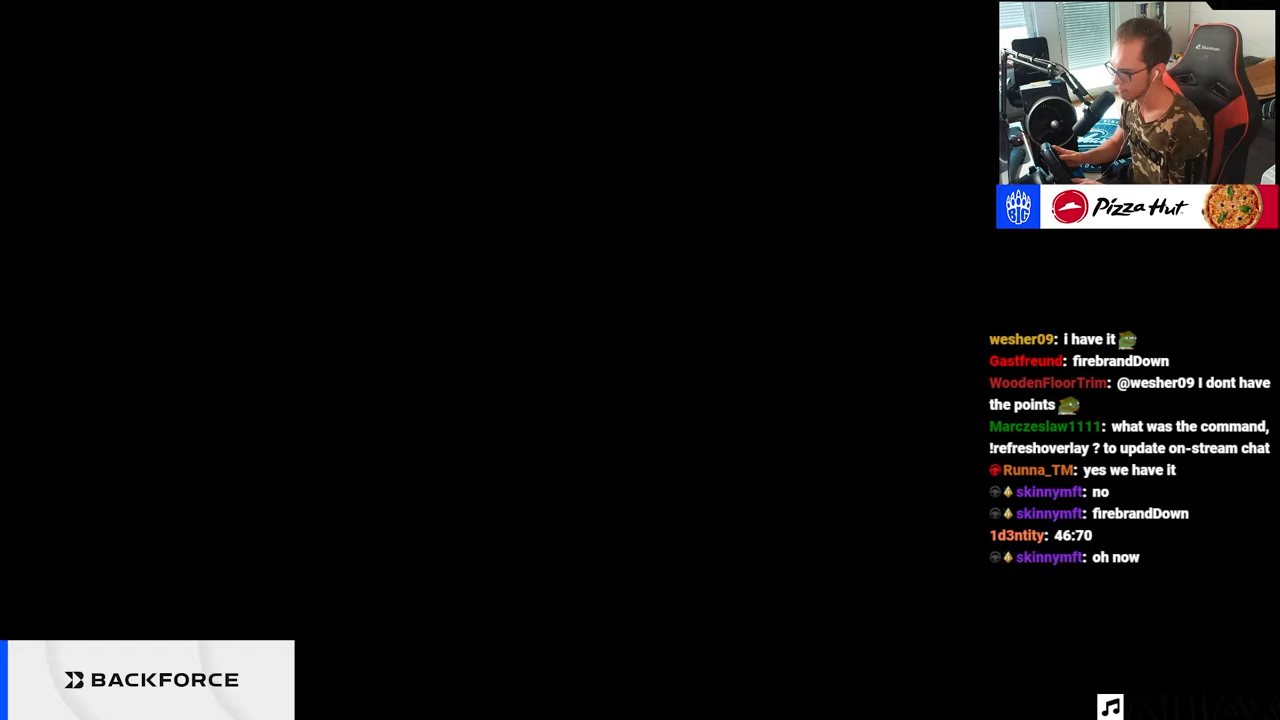 Pizza Hut
wesher09: i have it
Gastfreund: firebrandDown
WoodenFloorTrim: @wesher09 I dont have
the points
Marczeslaw1111: what was the command,
!refreshoverlay ? to update on-stream chat
Runna_TM: yes we have it
skinnymft: no
skinnymft: firebrandDown
1d3ntity: 46:70
skinnymft: oh now
BACKFORCE